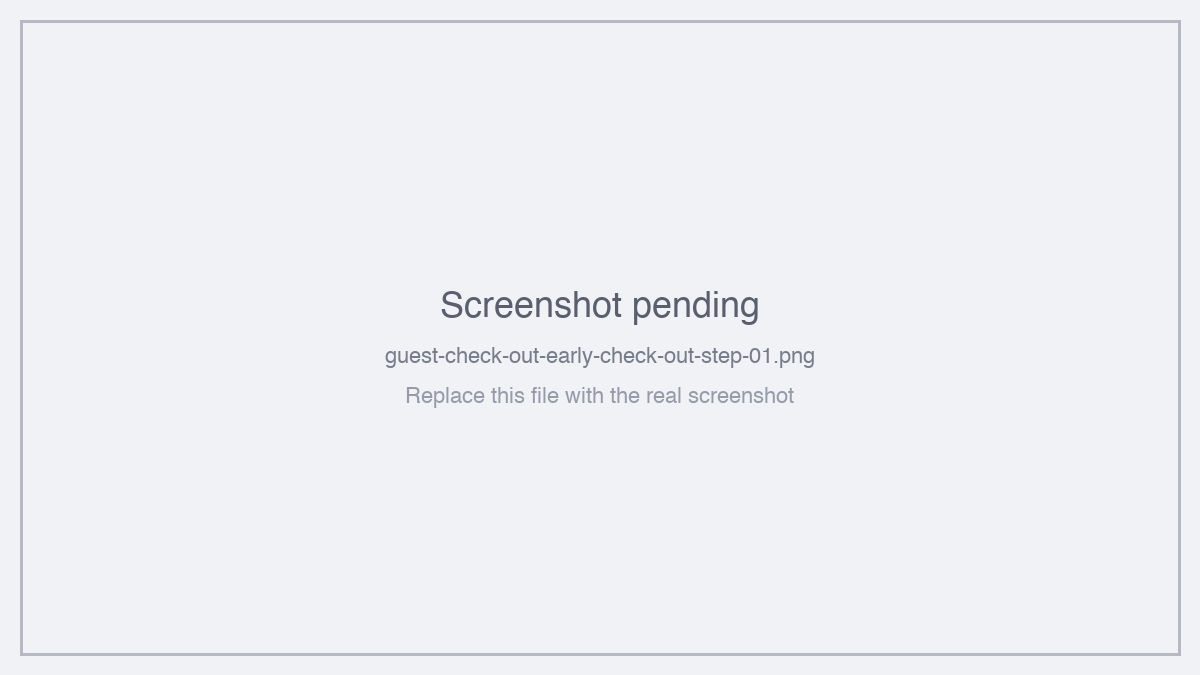 Screenshot pending
guest-check-out-early-check-out-step-01.png
Replace this file with the real screenshot